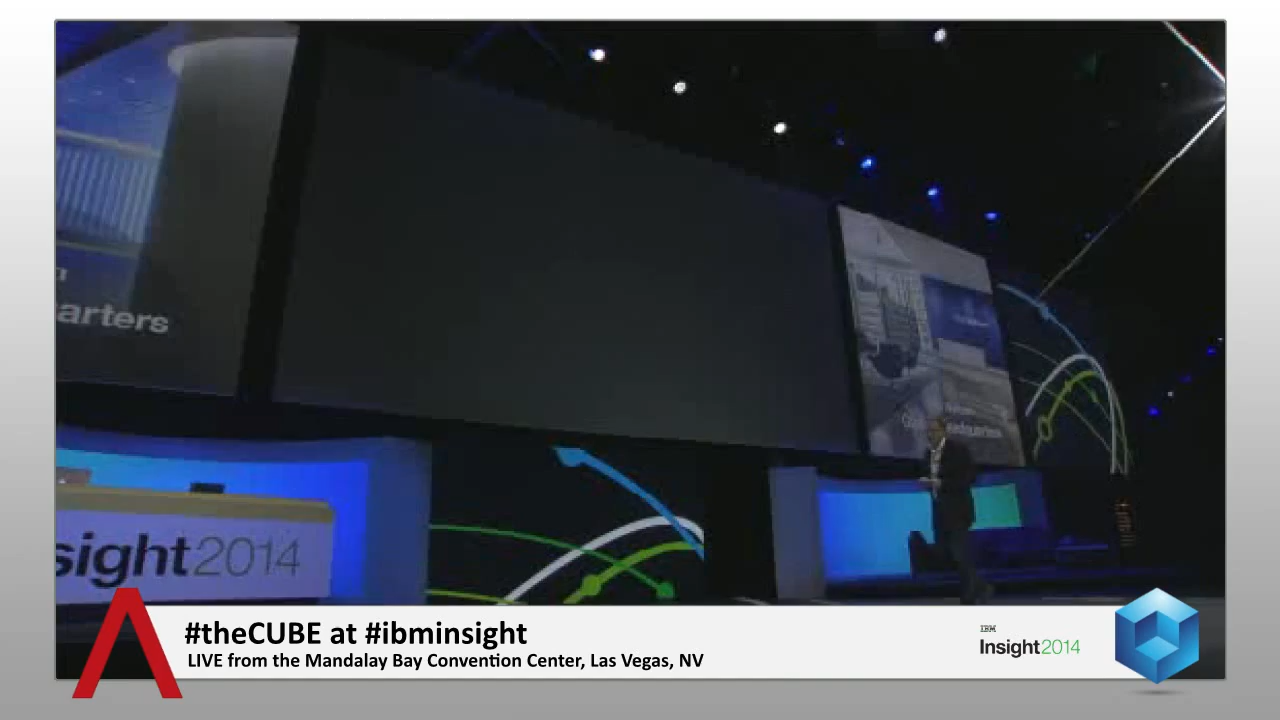 arters
sight2014
#theCUBE at #ibminsight
LIVE from the Mandalay Bay Convention Center, Las Vegas, NV
IBM
Insight2014